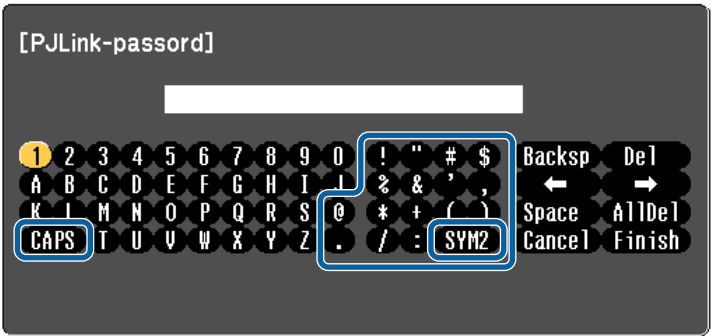 [PJLink-passord]
1 2 3 4 5 6 7 8 9 0 ! " # $ Backsp Del
A B C D E F G H I J % & ' , ← →
K L M N O P Q R S @ * + ( ) Space AllDel
CAPS T U V W X Y Z . / : SYM2 Cancel Finish